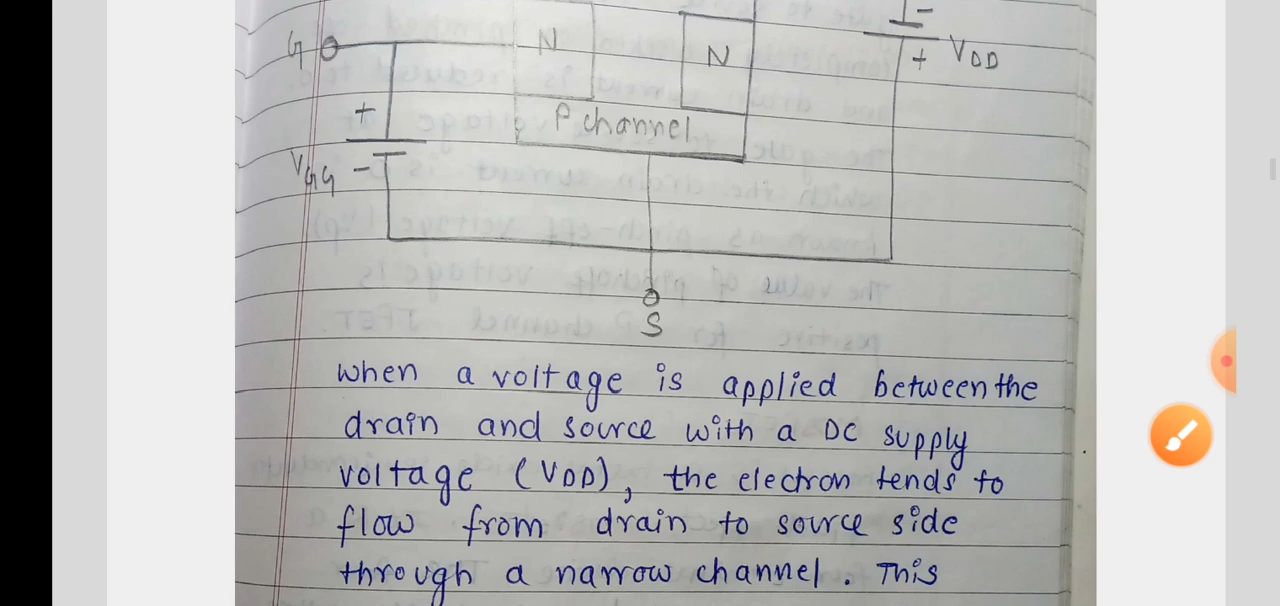 -
G N N + VDD
+ P channel
VGG -
S
when a voltage is applied between the
drain and source with a DC supply
voltage (VDD), the electron tends to
flow from drain to source side
through a narrow channel. This